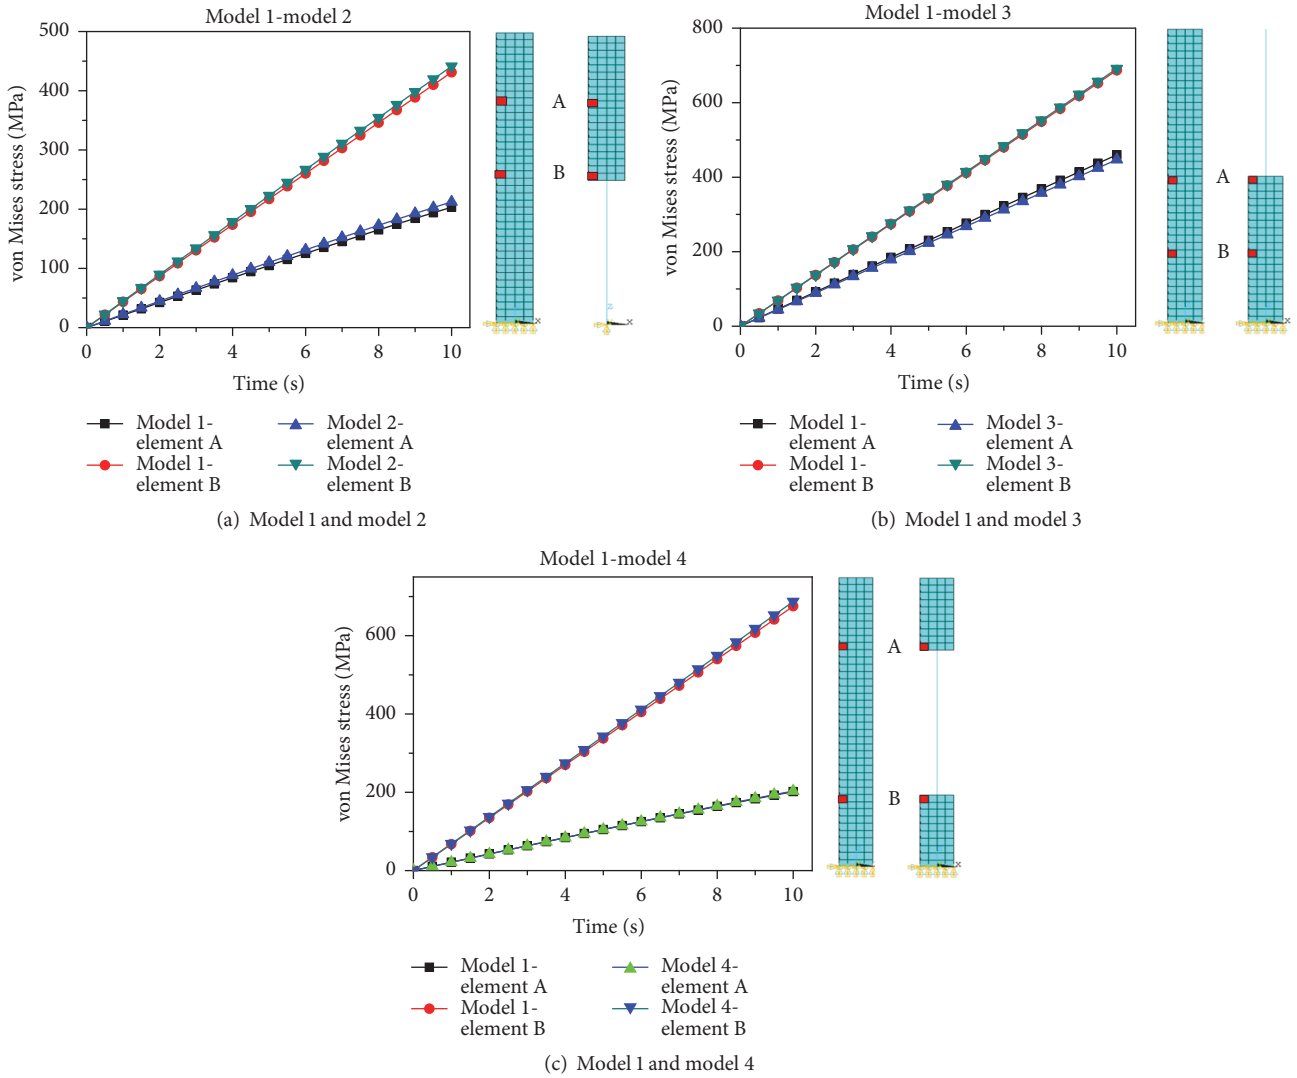 Model 1-model 2
von Mises stress (MPa)
500
400
300
200
100
0
0 2 4 6 8 10
Time (s)
A
B
x
x
Model 1-
element A
Model 1-
element B
Model 2-
element A
Model 2-
element B
(a) Model 1 and model 2
Model 1-model 3
von Mises stress (MPa)
800
600
400
200
0
0 2 4 6 8 10
Time (s)
A
B
x
Model 1-
element A
Model 1-
element B
Model 3-
element A
Model 3-
element B
(b) Model 1 and model 3
Model 1-model 4
von Mises stress (MPa)
600
400
200
0
0 2 4 6 8 10
Time (s)
A
B
x
Model 1-
element A
Model 1-
element B
Model 4-
element A
Model 4-
element B
(c) Model 1 and model 4